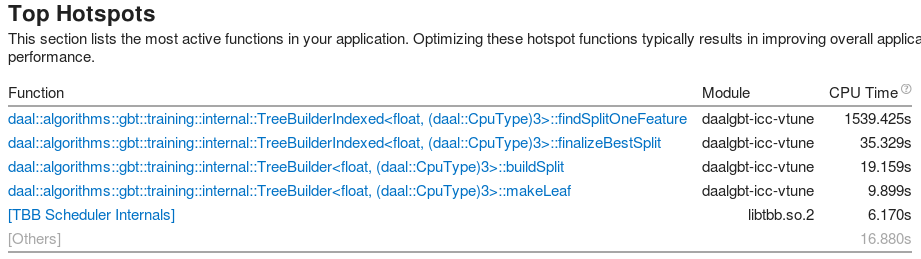 Top Hotspots
This section lists the most active functions in your application. Optimizing these hotspot functions typically results in improving overall applica
performance.
Function Module CPU Time ?
daal::algorithms::gbt::training::internal::TreeBuilderIndexed<float, (daal::CpuType)3>::findSplitOneFeature daalgbt-icc-vtune 1539.425s
daal::algorithms::gbt::training::internal::TreeBuilderIndexed<float, (daal::CpuType)3>::finalizeBestSplit daalgbt-icc-vtune 35.329s
daal::algorithms::gbt::training::internal::TreeBuilder<float, (daal::CpuType)3>::buildSplit daalgbt-icc-vtune 19.159s
daal::algorithms::gbt::training::internal::TreeBuilder<float, (daal::CpuType)3>::makeLeaf daalgbt-icc-vtune 9.899s
[TBB Scheduler Internals] libtbb.so.2 6.170s
[Others] 16.880s